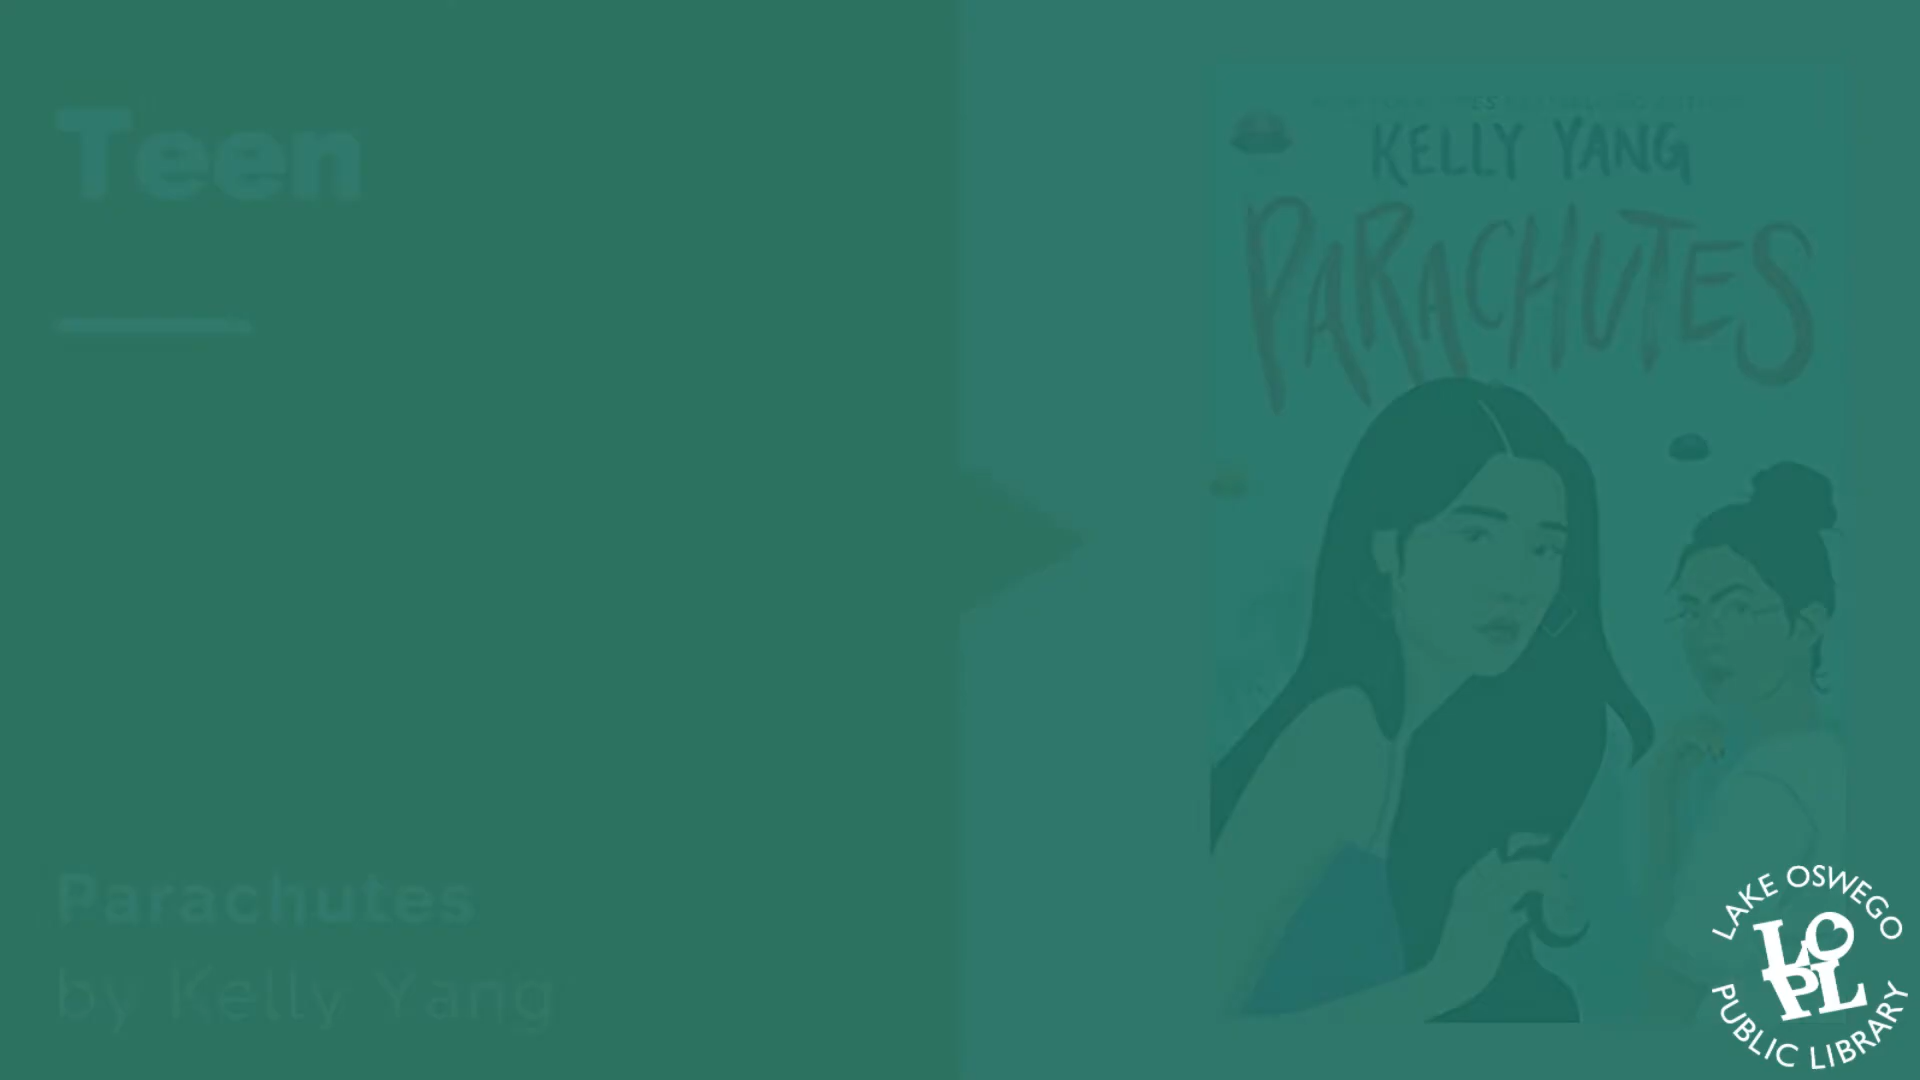 Teen
Parachutes
by Kelly Yang
KELLY YANG
PARACHUTES
LAKE OSWEGO
LOPL
PUBLIC LIBRARY